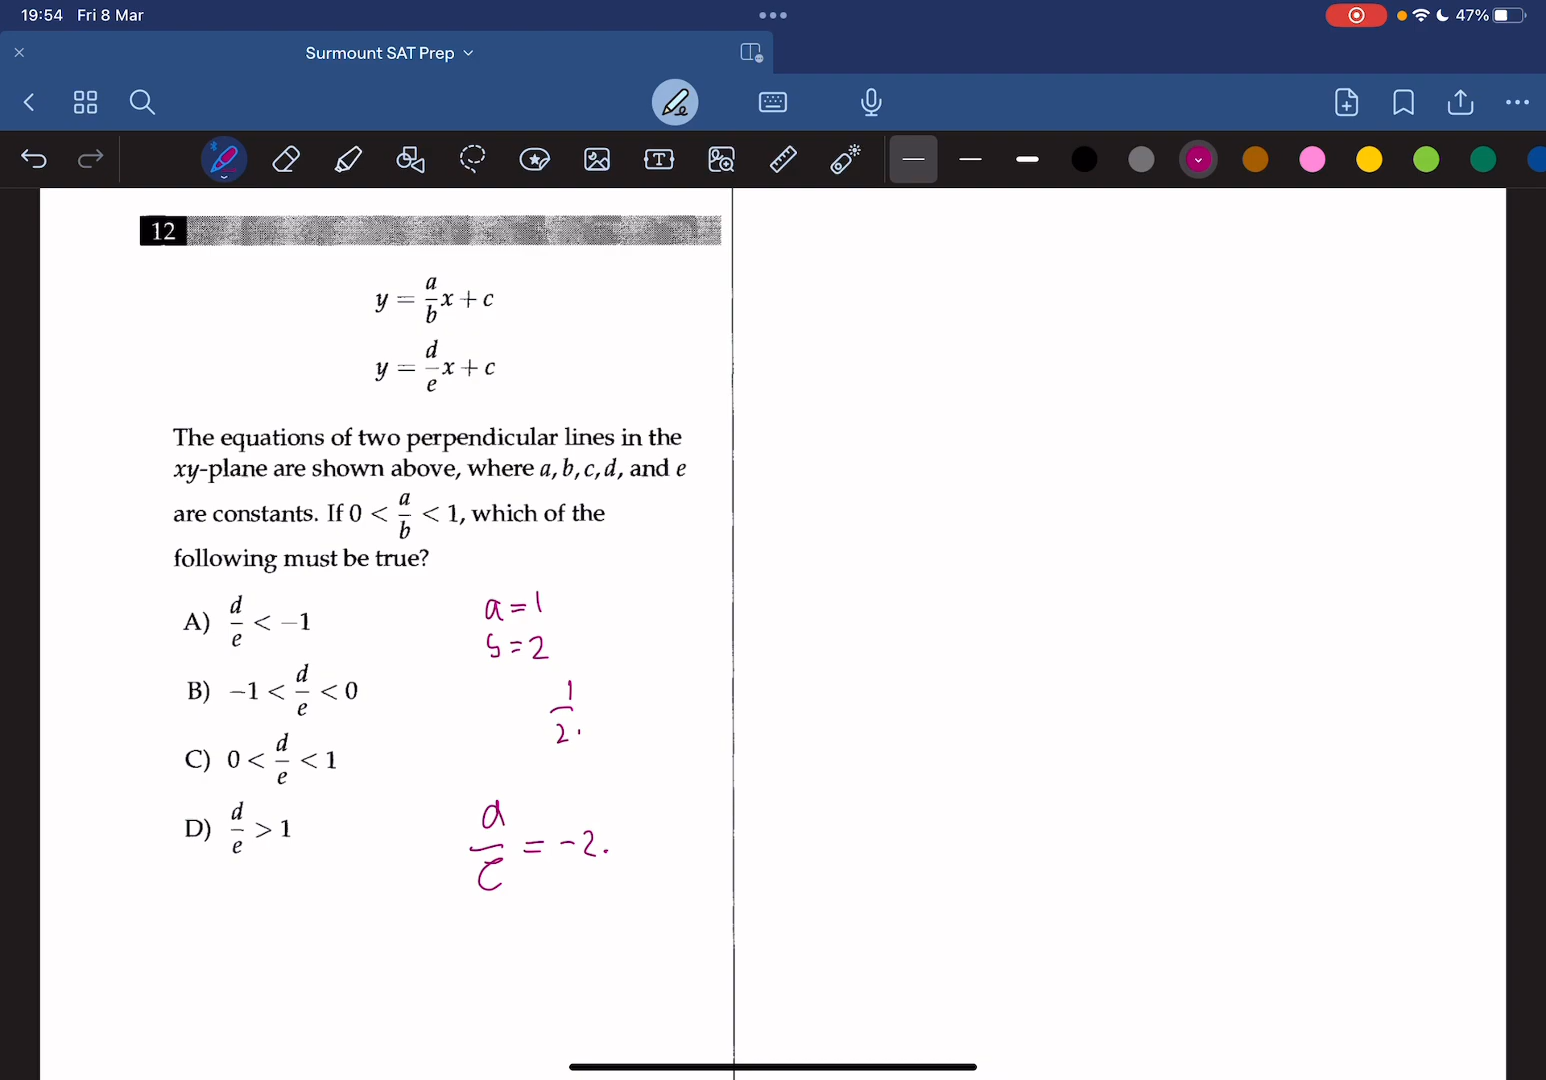 19:54 Fri 8 Mar
47%
Surmount SAT Prep
12
y = a/b x + c
y = d/e x + c
The equations of two perpendicular lines in the
xy-plane are shown above, where a, b, c, d, and e
are constants. If 0 < a/b < 1, which of the
following must be true?
A) d/e < −1
B) −1 < d/e < 0
C) 0 < d/e < 1
D) d/e > 1
a = 1
b = 2
1/2.
d/e = -2.